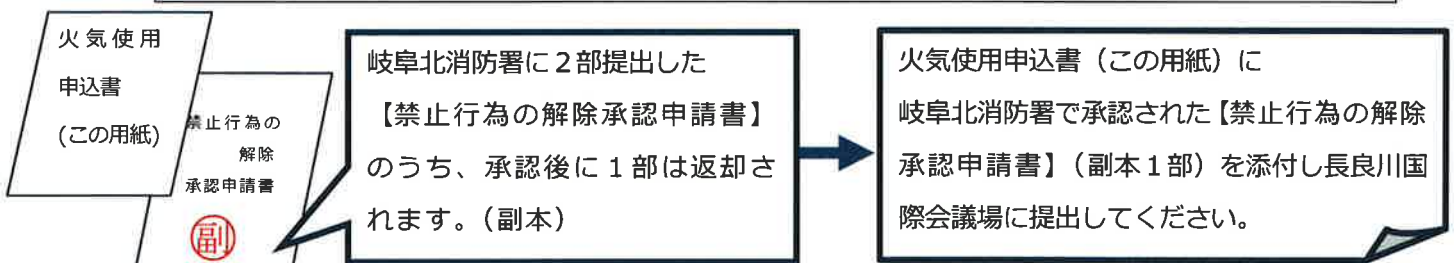 火気使用
申込書
(この用紙)
禁止行為の
解除
承認申請書
副
岐阜北消防署に2部提出した
【禁止行為の解除承認申請書】
のうち、承認後に1部は返却さ
れます。(副本)
火気使用申込書(この用紙)に
岐阜北消防署で承認された【禁止行為の解除
承認申請書】(副本1部)を添付し長良川国
際会議場に提出してください。